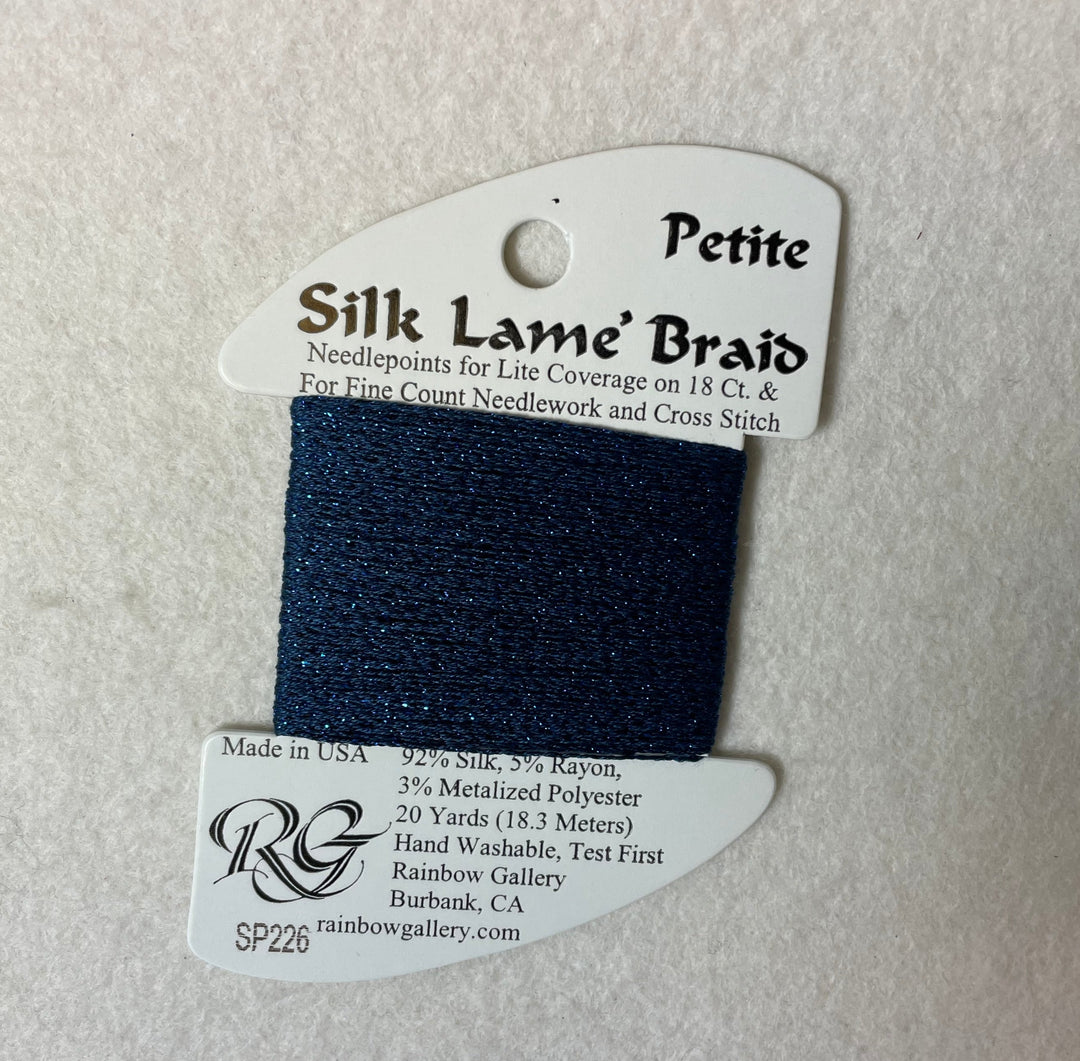 Petite
Silk Lame' Braid
Needlepoints for Lite Coverage on 18 Ct. &
For Fine Count Needlework and Cross Stitch
Made in USA
92% Silk, 5% Rayon,
3% Metalized Polyester
20 Yards (18.3 Meters)
Hand Washable, Test First
Rainbow Gallery
Burbank, CA
rainbowgallery.com
RG
SP226